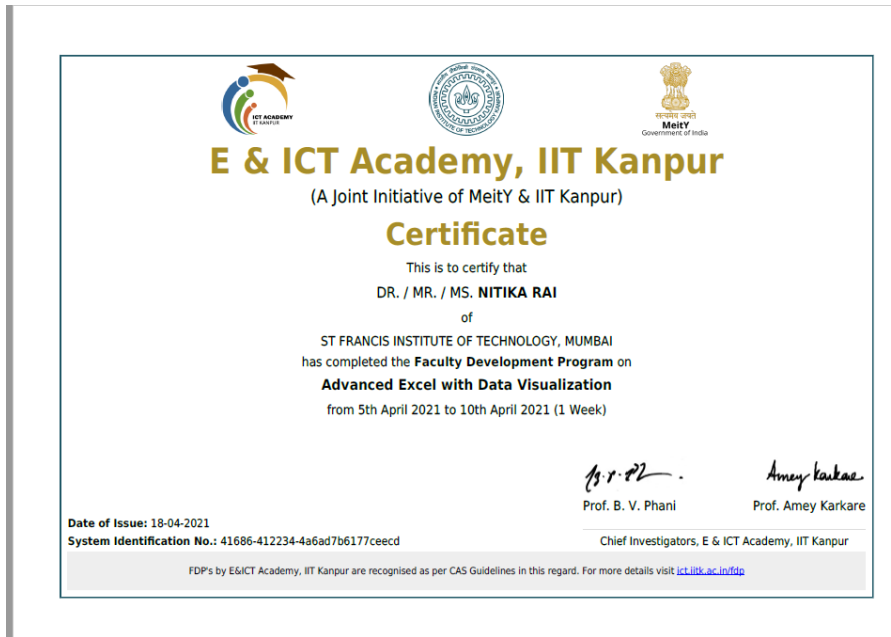 ICT ACADEMY
IIT KANPUR
सत्यमेव जयते
MeitY
Government of India
E & ICT Academy, IIT Kanpur
(A Joint Initiative of MeitY & IIT Kanpur)
Certificate
This is to certify that
DR. / MR. / MS. NITIKA RAI
of
ST FRANCIS INSTITUTE OF TECHNOLOGY, MUMBAI
has completed the Faculty Development Program on
Advanced Excel with Data Visualization
from 5th April 2021 to 10th April 2021 (1 Week)
Amey Karkare
Prof. B. V. Phani Prof. Amey Karkare
Date of Issue: 18-04-2021
System Identification No.: 41686-412234-4a6ad7b6177ceecd
Chief Investigators, E & ICT Academy, IIT Kanpur
FDP's by E&ICT Academy, IIT Kanpur are recognised as per CAS Guidelines in this regard. For more details visit ict.iitk.ac.in/fdp